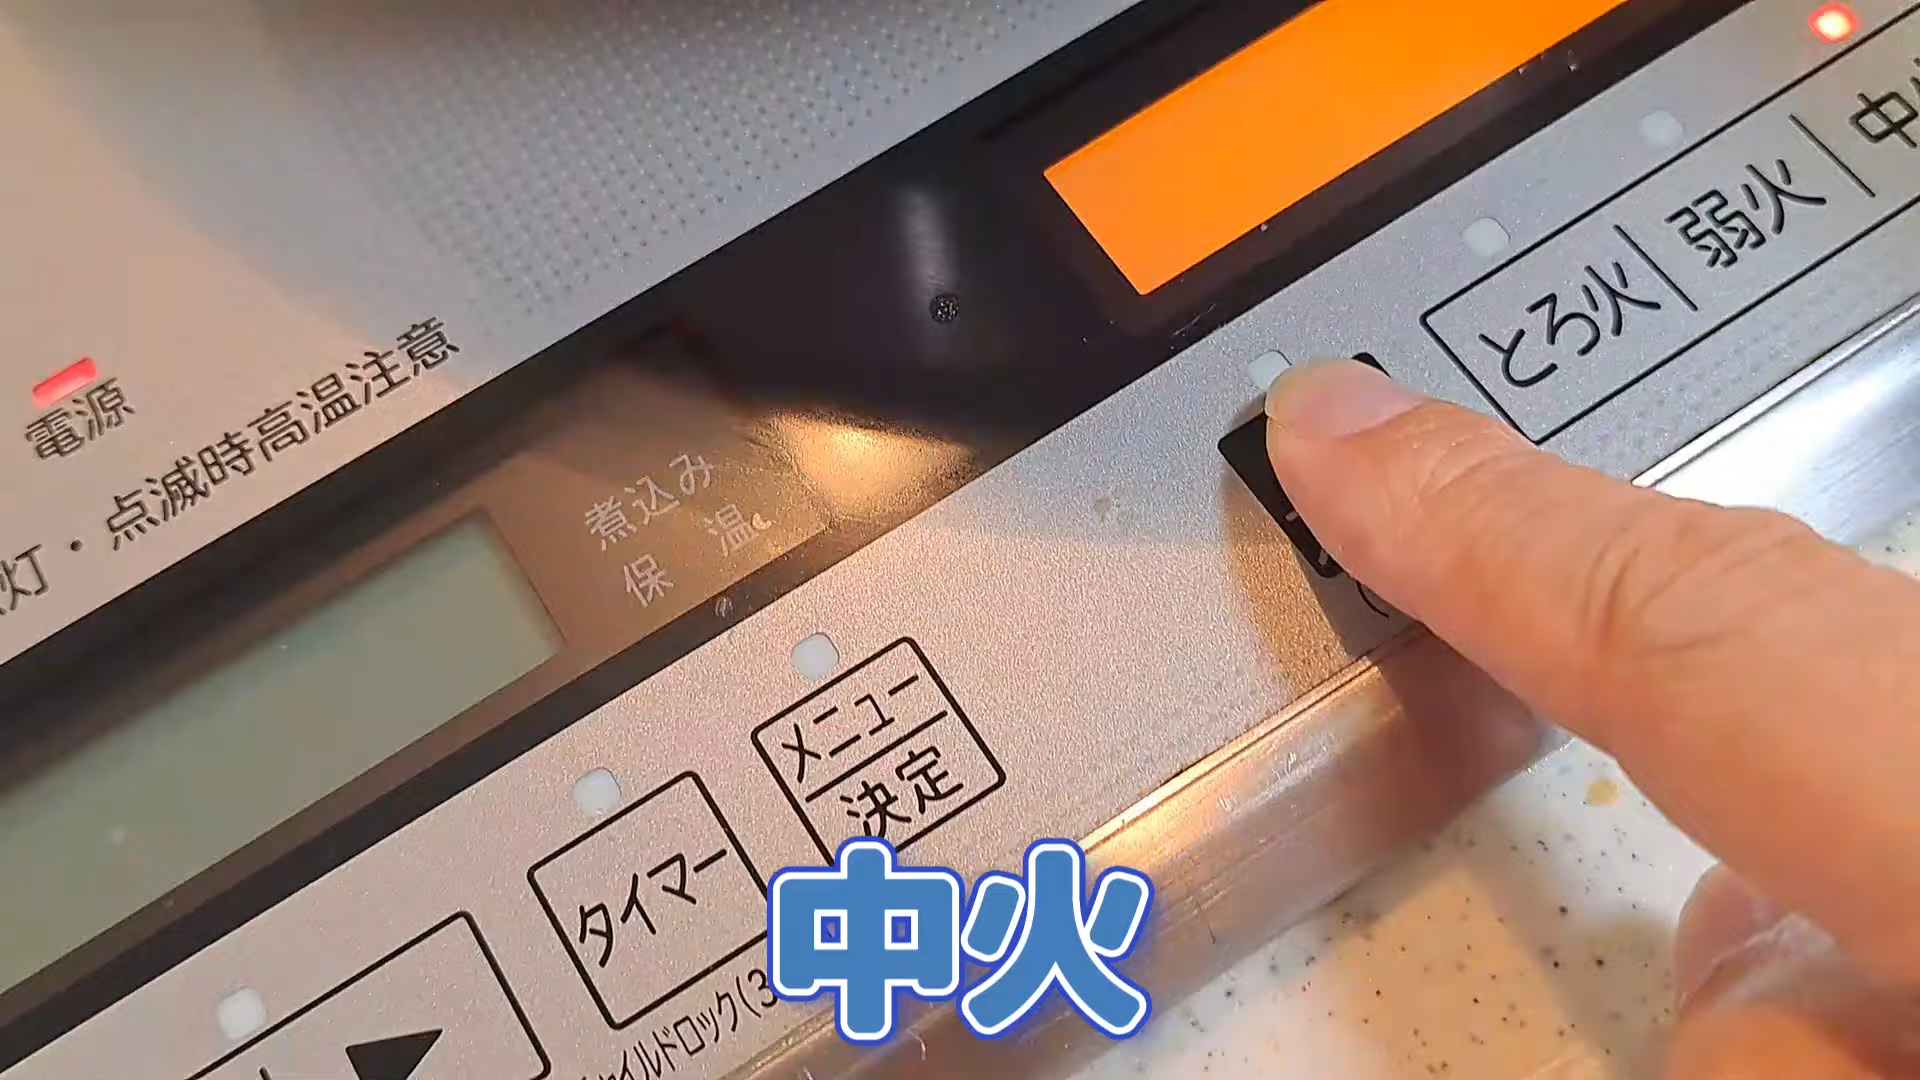 電源
灯・点滅時高温注意
煮込み
保 温
とろ火|弱火|中火
メニュー
決定
タイマー
チャイルドロック(3
中火